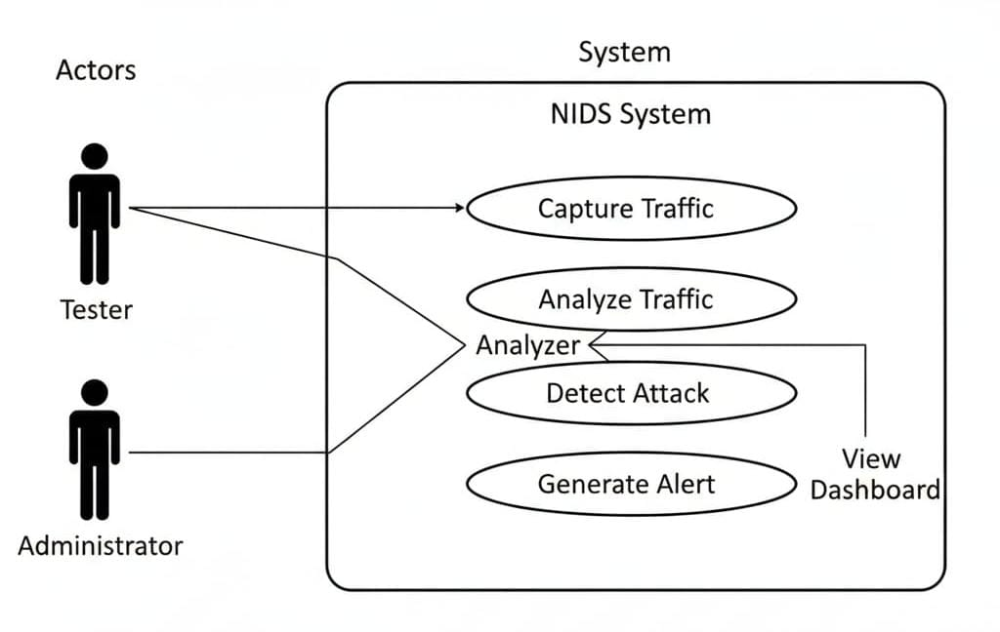 Actors
System
NIDS System
Capture Traffic
Tester
Analyze Traffic
Analyzer
Detect Attack
Administrator
Generate Alert
View
Dashboard